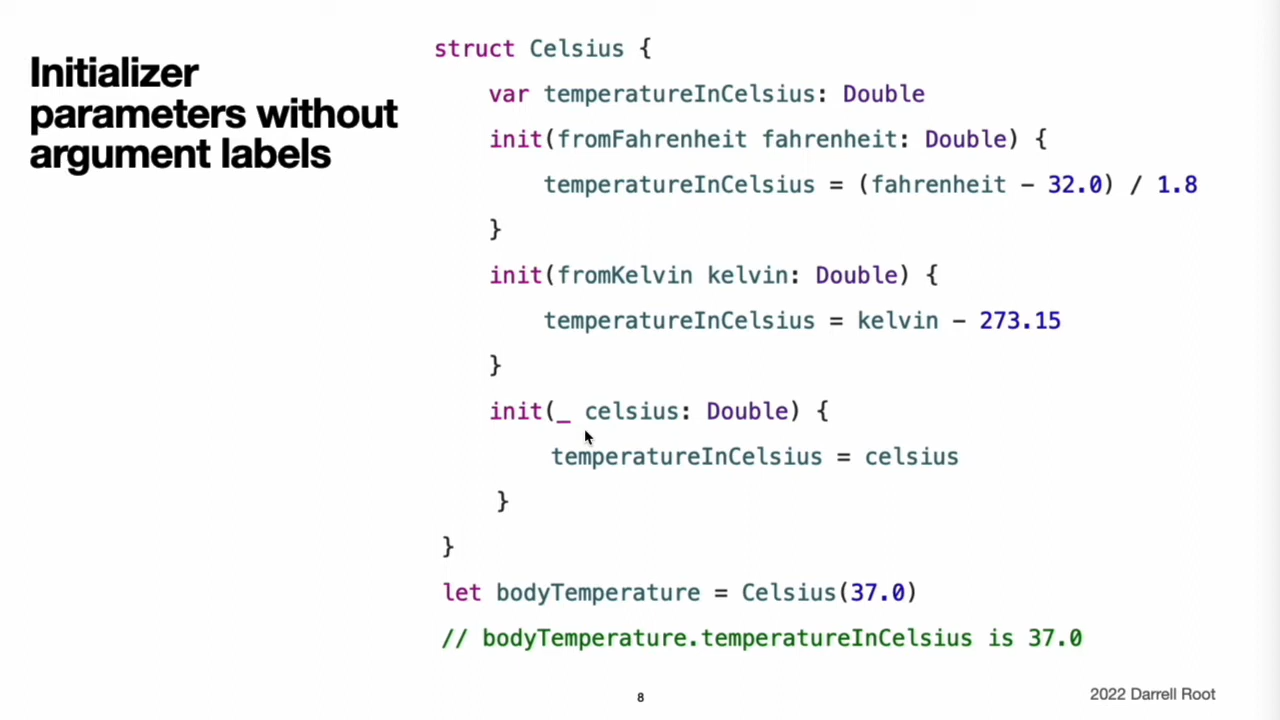 Initializer
parameters without
argument labels
struct Celsius {
var temperatureInCelsius: Double
init(fromFahrenheit fahrenheit: Double) {
temperatureInCelsius = (fahrenheit - 32.0) / 1.8
}
init(fromKelvin kelvin: Double) {
temperatureInCelsius = kelvin - 273.15
}
init(_ celsius: Double) {
temperatureInCelsius = celsius
}
}
let bodyTemperature = Celsius(37.0)
// bodyTemperature.temperatureInCelsius is 37.0
8
2022 Darrell Root